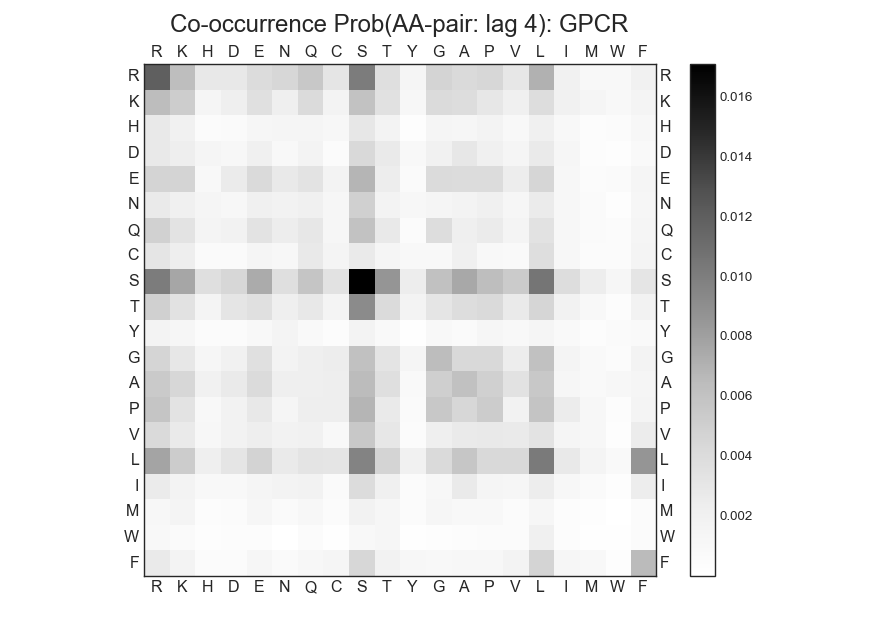 Co-occurrence Prob(AA-pair: lag 4): GPCR
R K H D E N Q C S T Y G A P V L I M W F
R R
K K 0.016
H H
D D 0.014
E E
N N 0.012
Q Q
C C
S S 0.010
T T
Y Y 0.008
G G
A A 0.006
P P
V V
L L 0.004
I I
M M 0.002
W W
F F
R K H D E N Q C S T Y G A P V L I M W F